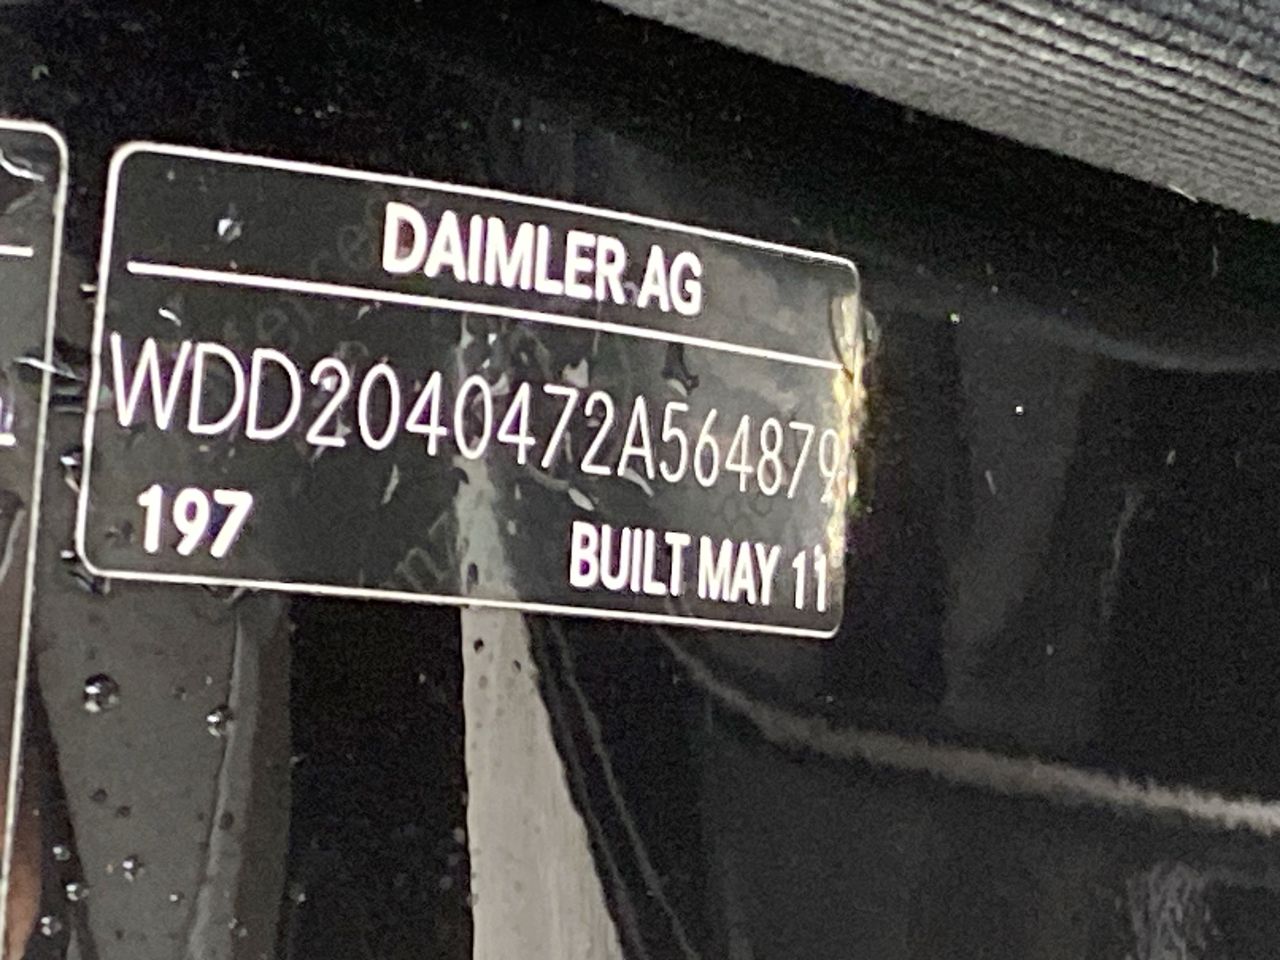 DAIMLER AG
WDD2040472A564879
197
BUILT MAY 11